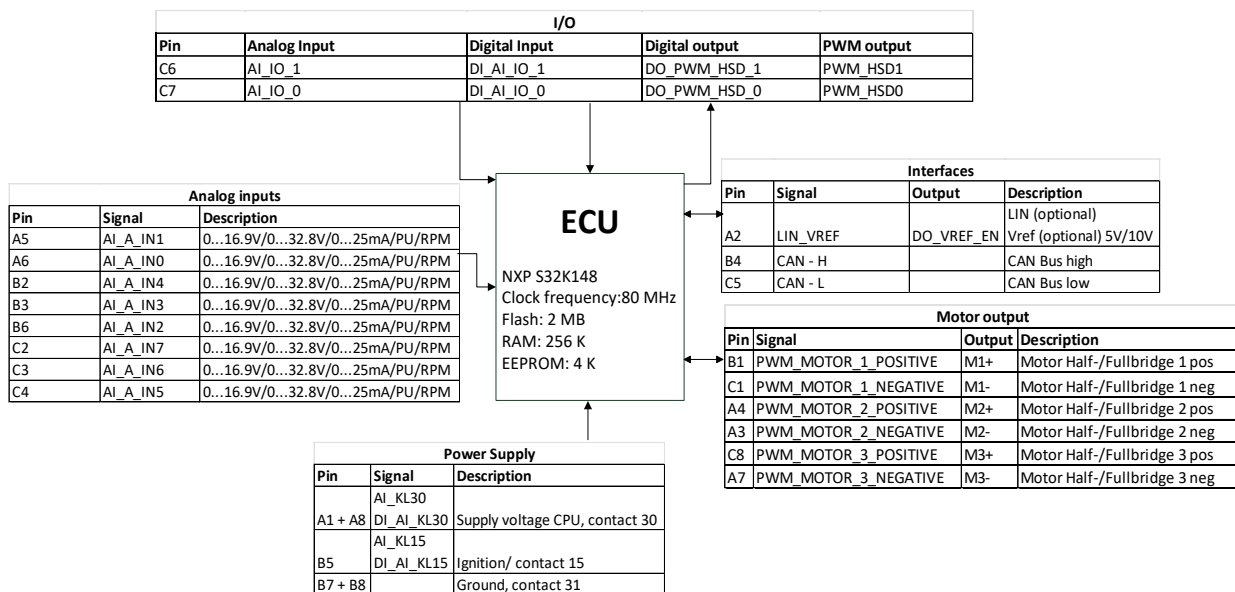 I/O
Pin Analog Input Digital Input Digital output PWM output
C6 AI_IO_1 DI_AI_IO_1 DO_PWM_HSD_1 PWM_HSD1
C7 AI_IO_0 DI_AI_IO_0 DO_PWM_HSD_0 PWM_HSD0
Analog inputs
Pin Signal Description
A5 AI_A_IN1 0...16.9V/0...32.8V/0...25mA/PU/RPM
A6 AI_A_IN0 0...16.9V/0...32.8V/0...25mA/PU/RPM
B2 AI_A_IN4 0...16.9V/0...32.8V/0...25mA/PU/RPM
B3 AI_A_IN3 0...16.9V/0...32.8V/0...25mA/PU/RPM
B6 AI_A_IN2 0...16.9V/0...32.8V/0...25mA/PU/RPM
C2 AI_A_IN7 0...16.9V/0...32.8V/0...25mA/PU/RPM
C3 AI_A_IN6 0...16.9V/0...32.8V/0...25mA/PU/RPM
C4 AI_A_IN5 0...16.9V/0...32.8V/0...25mA/PU/RPM
ECU
NXP S32K148
Clock frequency:80 MHz
Flash: 2 MB
RAM: 256 K
EEPROM: 4 K
Interfaces
Pin Signal Output Description
LIN (optional)
A2 LIN_VREF DO_VREF_EN Vref (optional) 5V/10V
B4 CAN - H CAN Bus high
C5 CAN - L CAN Bus low
Motor output
Pin Signal Output Description
B1 PWM_MOTOR_1_POSITIVE M1+ Motor Half-/Fullbridge 1 pos
C1 PWM_MOTOR_1_NEGATIVE M1- Motor Half-/Fullbridge 1 neg
A4 PWM_MOTOR_2_POSITIVE M2+ Motor Half-/Fullbridge 2 pos
A3 PWM_MOTOR_2_NEGATIVE M2- Motor Half-/Fullbridge 2 neg
C8 PWM_MOTOR_3_POSITIVE M3+ Motor Half-/Fullbridge 3 pos
A7 PWM_MOTOR_3_NEGATIVE M3- Motor Half-/Fullbridge 3 neg
Power Supply
Pin Signal Description
AI_KL30
A1 + A8 DI_AI_KL30 Supply voltage CPU, contact 30
AI_KL15
B5 DI_AI_KL15 Ignition/ contact 15
B7 + B8 Ground, contact 31